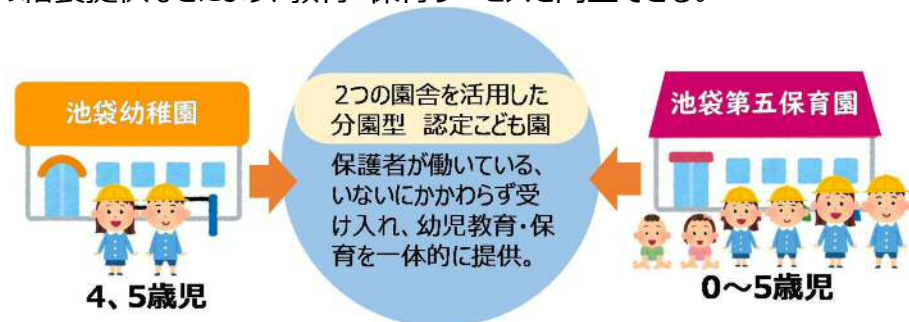 池袋幼稚園
4、5歳児
2つの園舎を活用した
分園型 認定こども園
保護者が働いている、
いないにかかわらず受
け入れ、幼児教育・保
育を一体的に提供。
池袋第五保育園
0～5歳児